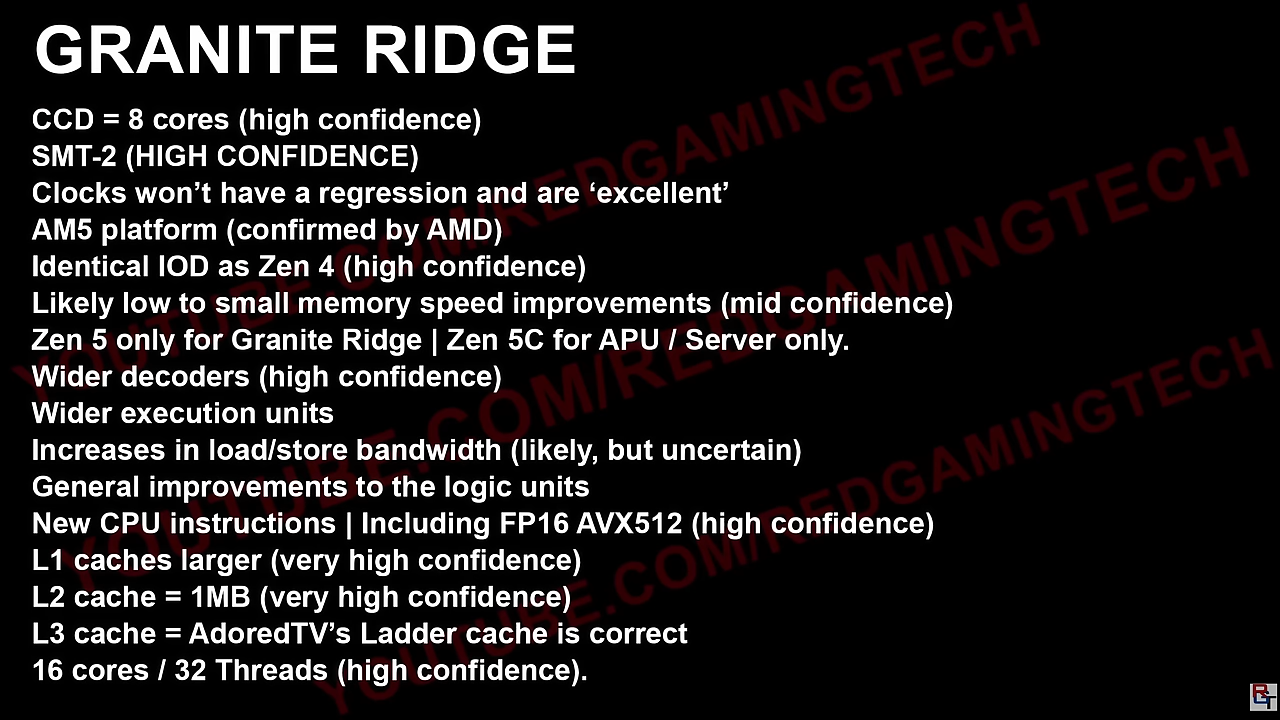 GRANITE RIDGE
CCD = 8 cores (high confidence)
SMT-2 (HIGH CONFIDENCE)
Clocks won’t have a regression and are ‘excellent’
AM5 platform (confirmed by AMD)
Identical IOD as Zen 4 (high confidence)
Likely low to small memory speed improvements (mid confidence)
Zen 5 only for Granite Ridge | Zen 5C for APU / Server only.
Wider decoders (high confidence)
Wider execution units
Increases in load/store bandwidth (likely, but uncertain)
General improvements to the logic units
New CPU instructions | Including FP16 AVX512 (high confidence)
L1 caches larger (very high confidence)
L2 cache = 1MB (very high confidence)
L3 cache = AdoredTV’s Ladder cache is correct
16 cores / 32 Threads (high confidence).
YOUTUBE.COM/REDGAMINGTECH
YOUTUBE.COM/REDGAMINGTECH
YOUTUBE.COM/REDGAMINGTECH
RGT